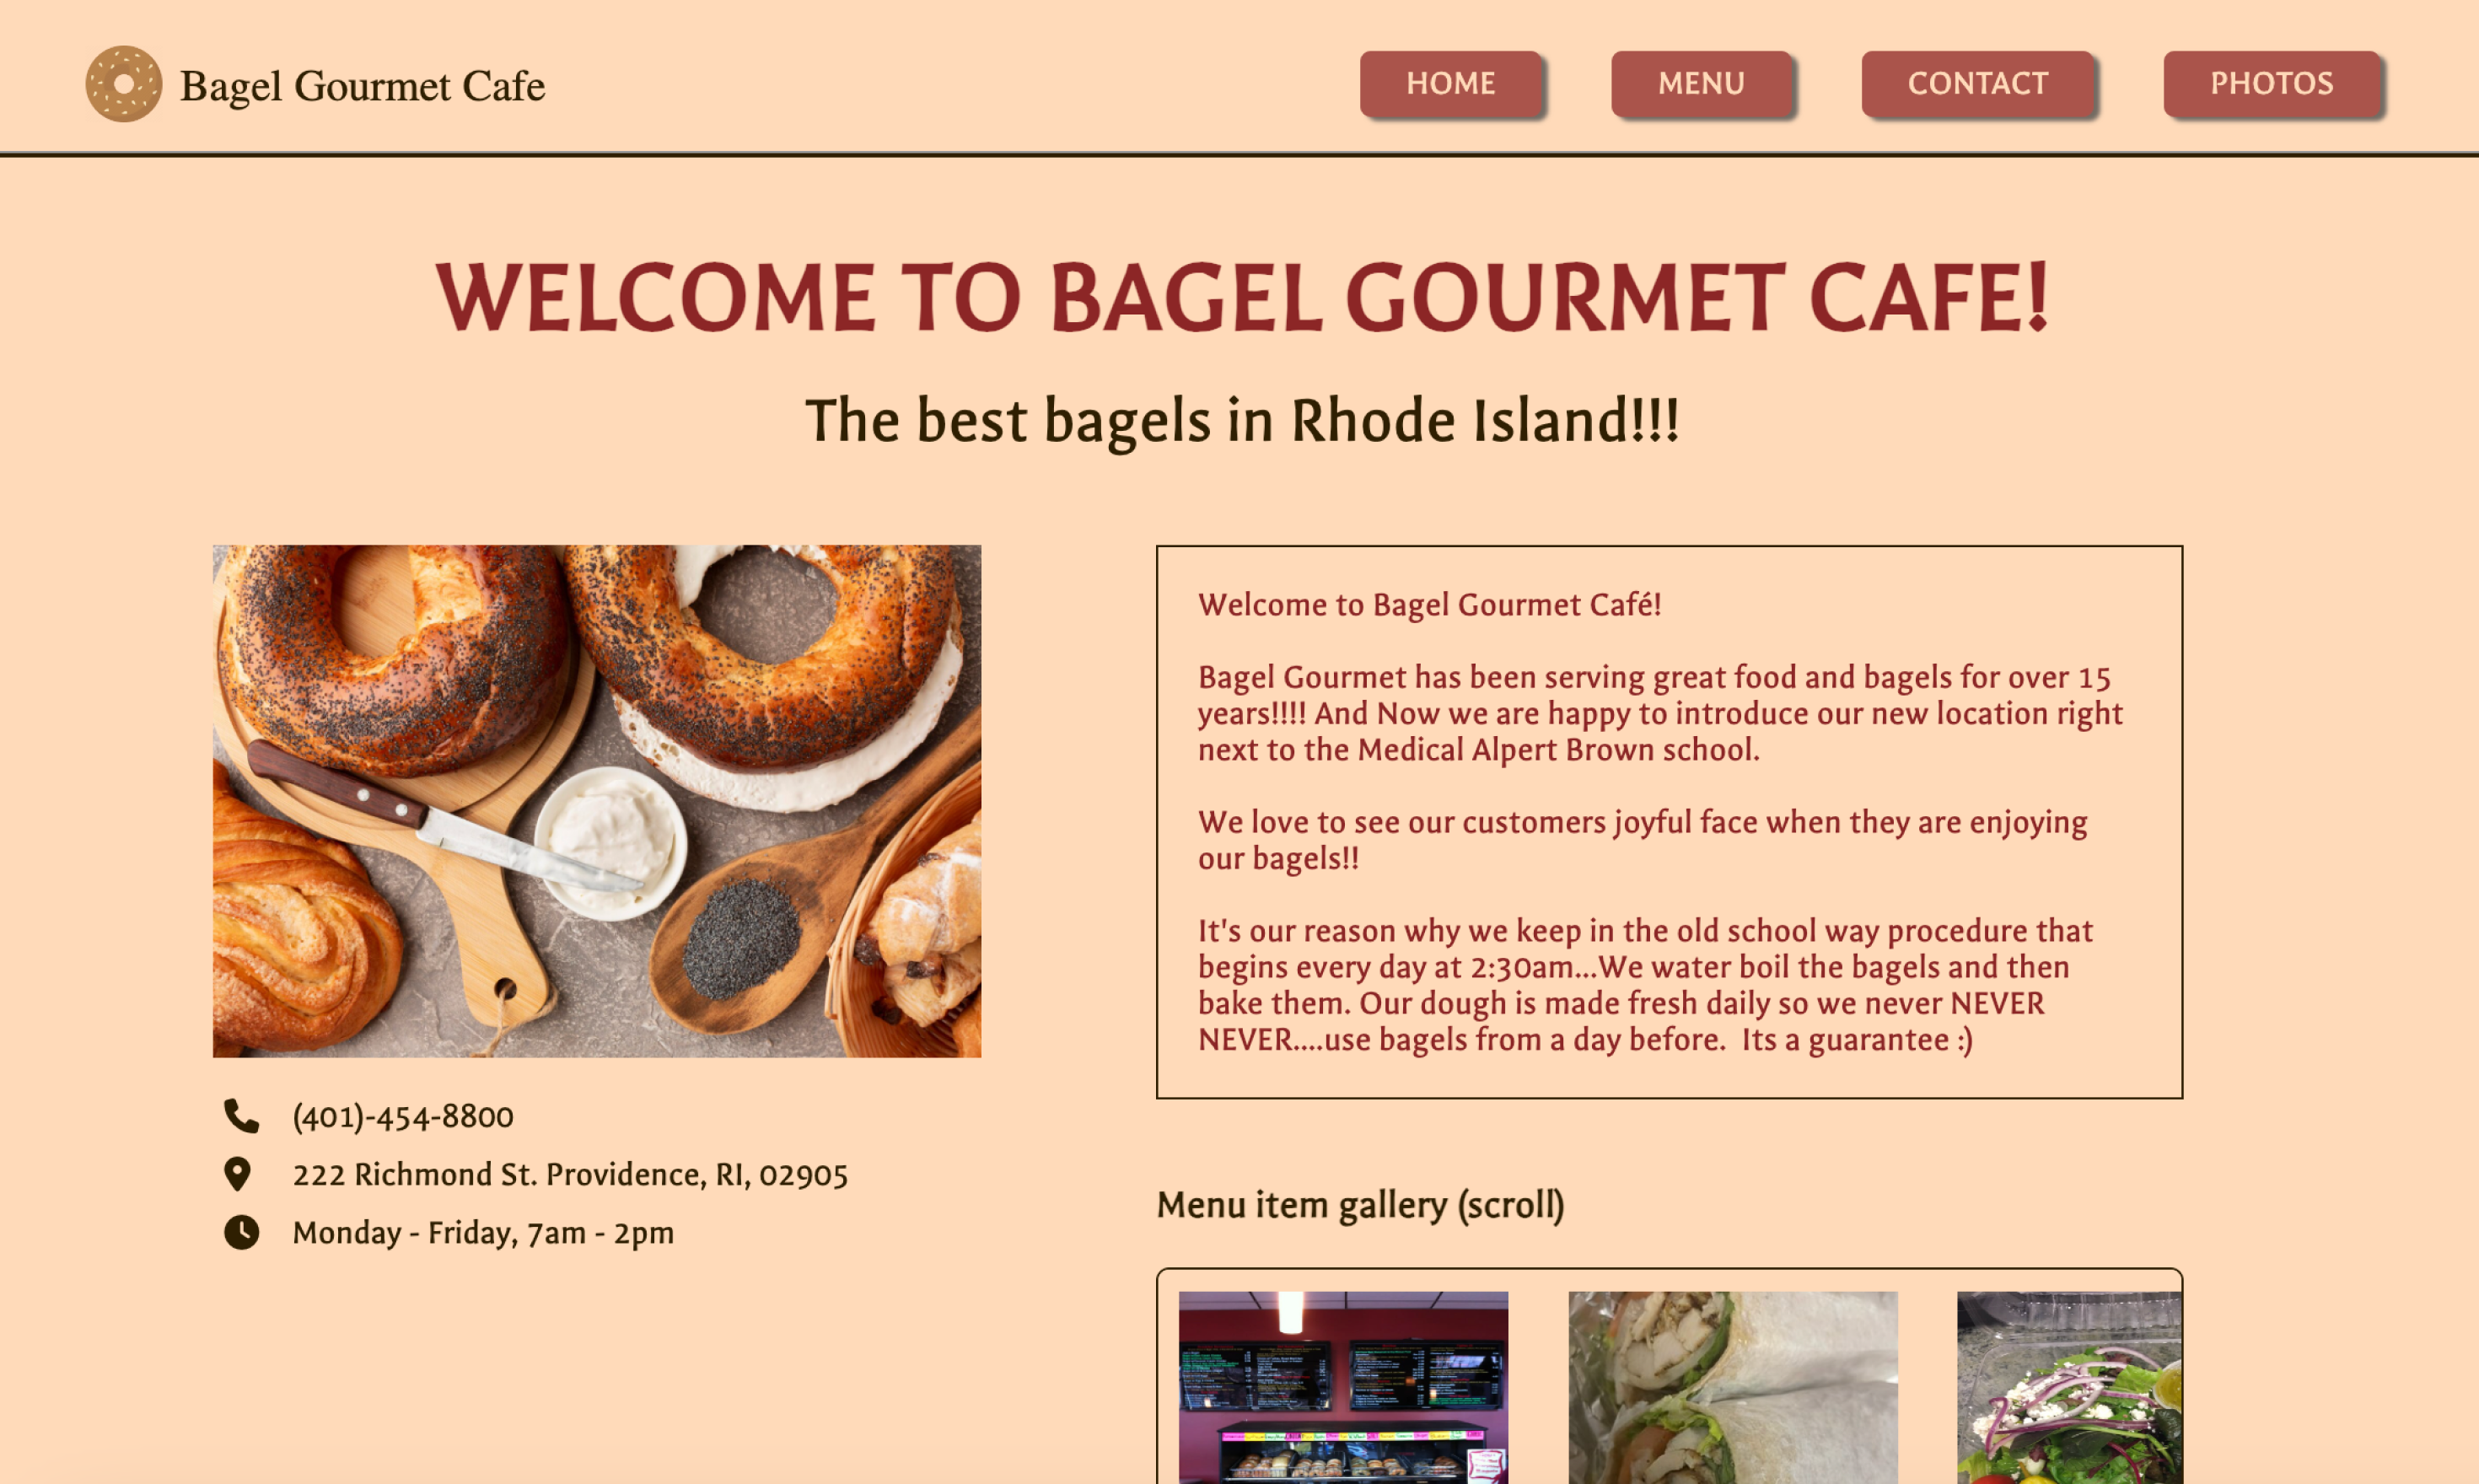 Bagel Gourmet Cafe
HOME
MENU
CONTACT
PHOTOS
WELCOME TO BAGEL GOURMET CAFE!
The best bagels in Rhode Island!!!
Welcome to Bagel Gourmet Café!
Bagel Gourmet has been serving great food and bagels for over 15
years!!!! And Now we are happy to introduce our new location right
next to the Medical Alpert Brown school.
We love to see our customers joyful face when they are enjoying
our bagels!!
It's our reason why we keep in the old school way procedure that
begins every day at 2:30am...We water boil the bagels and then
bake them. Our dough is made fresh daily so we never NEVER
NEVER....use bagels from a day before.  Its a guarantee :)
(401)-454-8800
222 Richmond St. Providence, RI, 02905
Monday - Friday, 7am - 2pm
Menu item gallery (scroll)